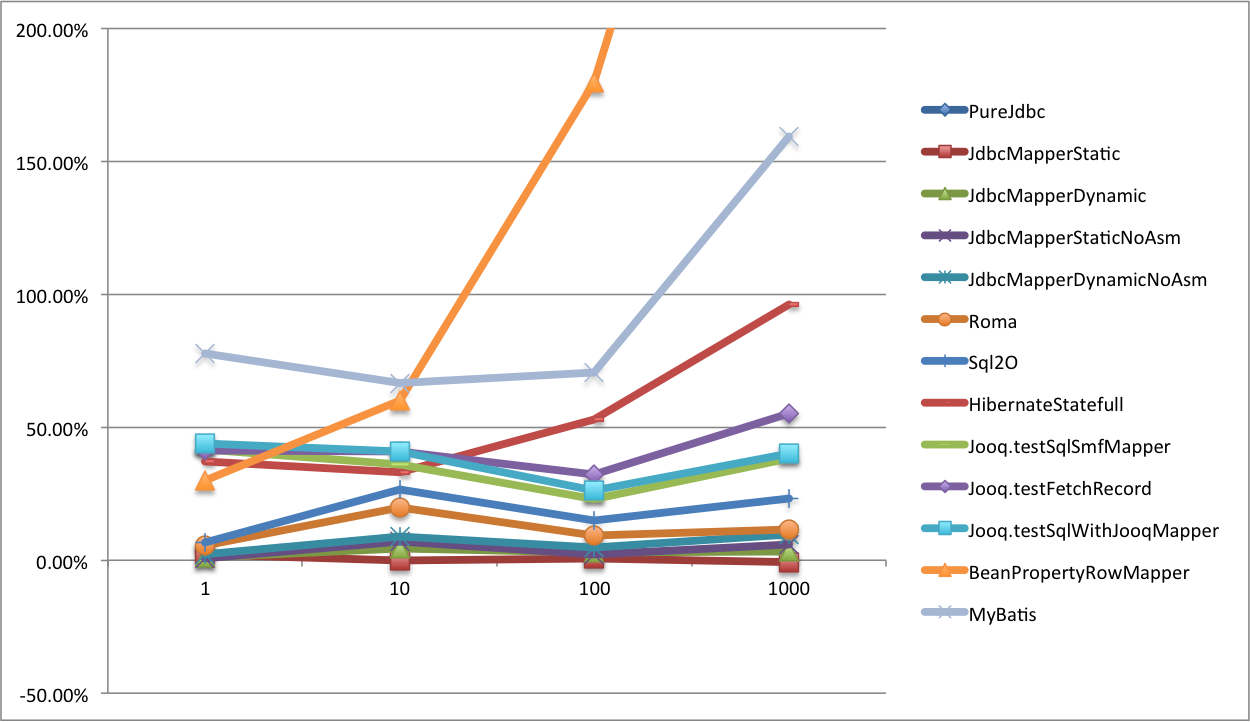 200.00%
150.00%
100.00%
50.00%
0.00%
-50.00%
1 10 100 1000
PureJdbc
JdbcMapperStatic
JdbcMapperDynamic
JdbcMapperStaticNoAsm
JdbcMapperDynamicNoAsm
Roma
Sql2O
HibernateStatefull
Jooq.testSqlSmfMapper
Jooq.testFetchRecord
Jooq.testSqlWithJooqMapper
BeanPropertyRowMapper
MyBatis